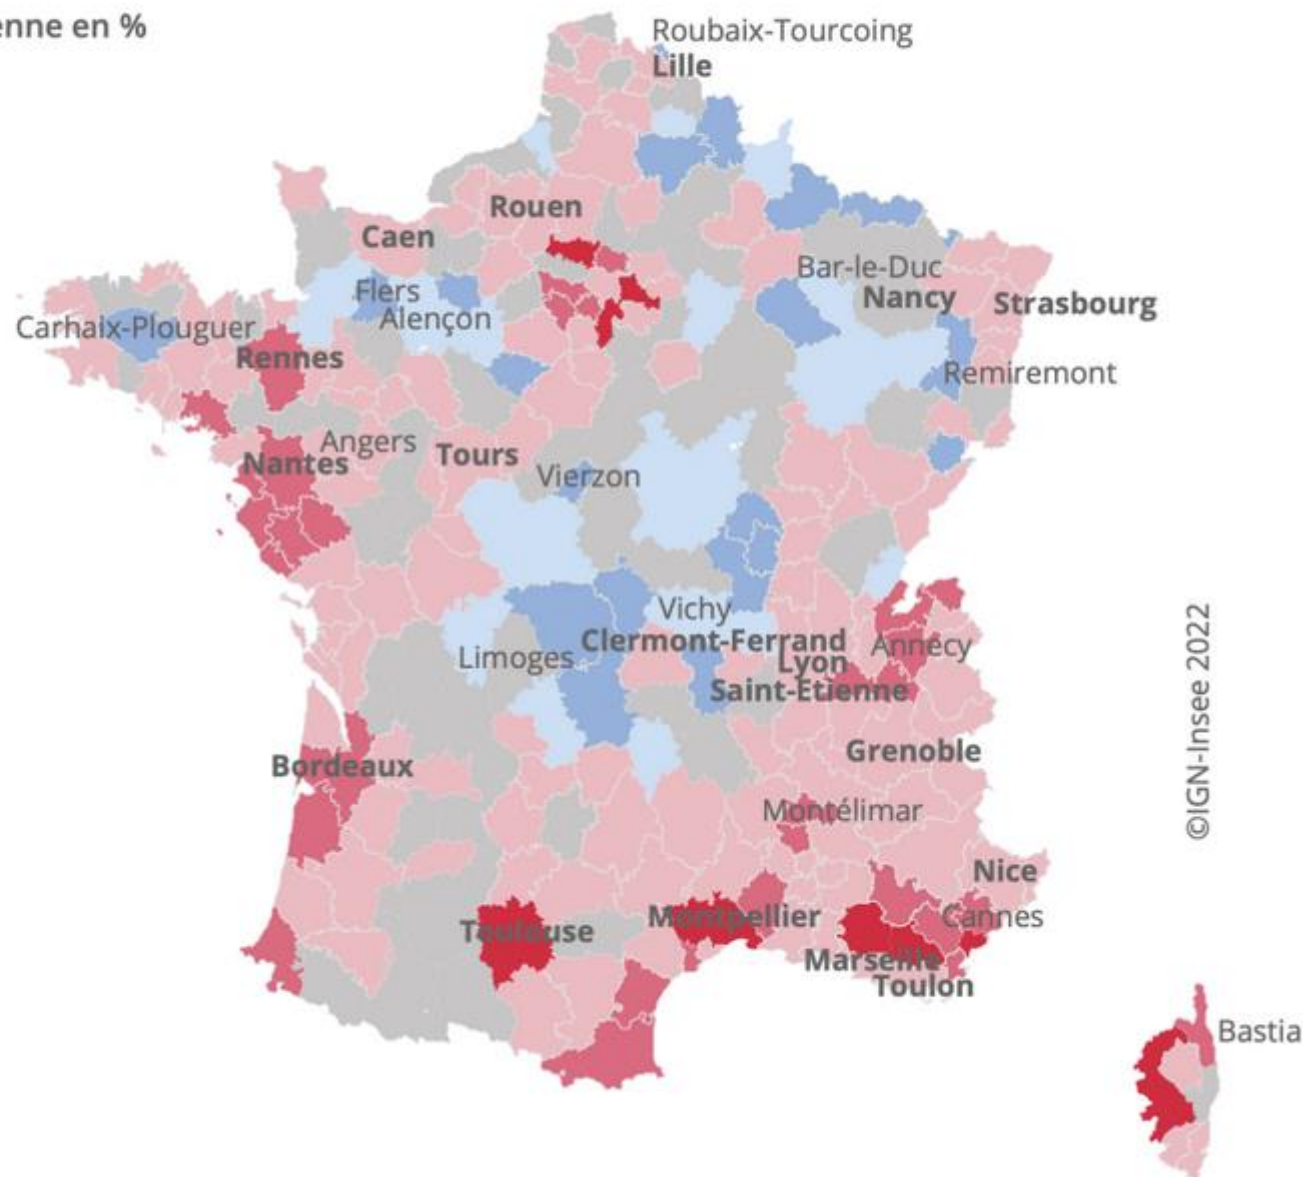 enne en %
Roubaix-Tourcoing
Lille
Rouen
Caen
Bar-le-Duc
Flers
Nancy
Strasbourg
Alençon
Carhaix-Plouguer
Rennes
Remiremont
Angers
Tours
Nantes
Vierzon
Vichy
Clermont-Ferrand
Annecy
Limoges
Lyon
Saint-Etienne
Grenoble
Bordeaux
Montélimar
Nice
Montpellier
Cannes
Toulouse
Marseille
Toulon
Bastia
©IGN-Insee 2022